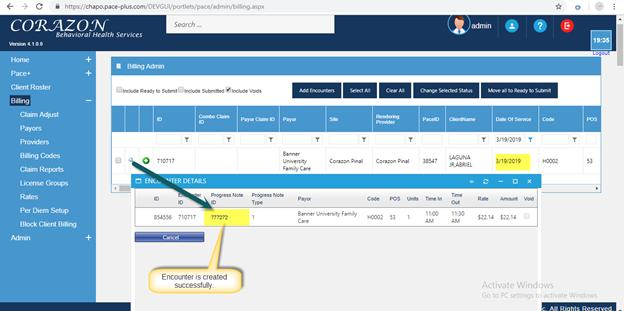 https://chapo.pace-plus.com/DEVGUI/portlets/pace/admin/billing.aspx
CORAZON
Behavioral Health Services
Version 4.1.0.0
admin
19:35
Logout
Home
Pace+
Client Roster
Billing
Claim Adjust
Payors
Providers
Billing Codes
Claim Reports
License Groups
Rates
Per Diem Setup
Block Client Billing
Admin
Billing Admin
Include Ready to Submit Include Submitted Include Voids
Add Encounters Select All Clear All Change Selected Status Move all to Ready to Submit
ID Combo Claim ID Payor Claim ID Payor Site Rendering Provider PaceID ClientName Date Of Service Code POS
3/19/2019
710717 Banner University Family Care Corazon Pinal Corazon Pinal 38547 LAGUNA JR,ABRIEL 3/19/2019 H0002 53
ENCOUNTER DETAILS
ID Encounter ID Progress Note ID Progress Note Type Payor Code POS Units Time In Time Out Rate Amount Void
854556 710717 777272 1 Banner University Family Care H0002 53 1 11:00 AM 11:30 AM $22.14 $22.14
Cancel
Encounter is created
successfully.
Activate Windows
Go to PC settings to activate Windows.
c. All Rights Reserved.